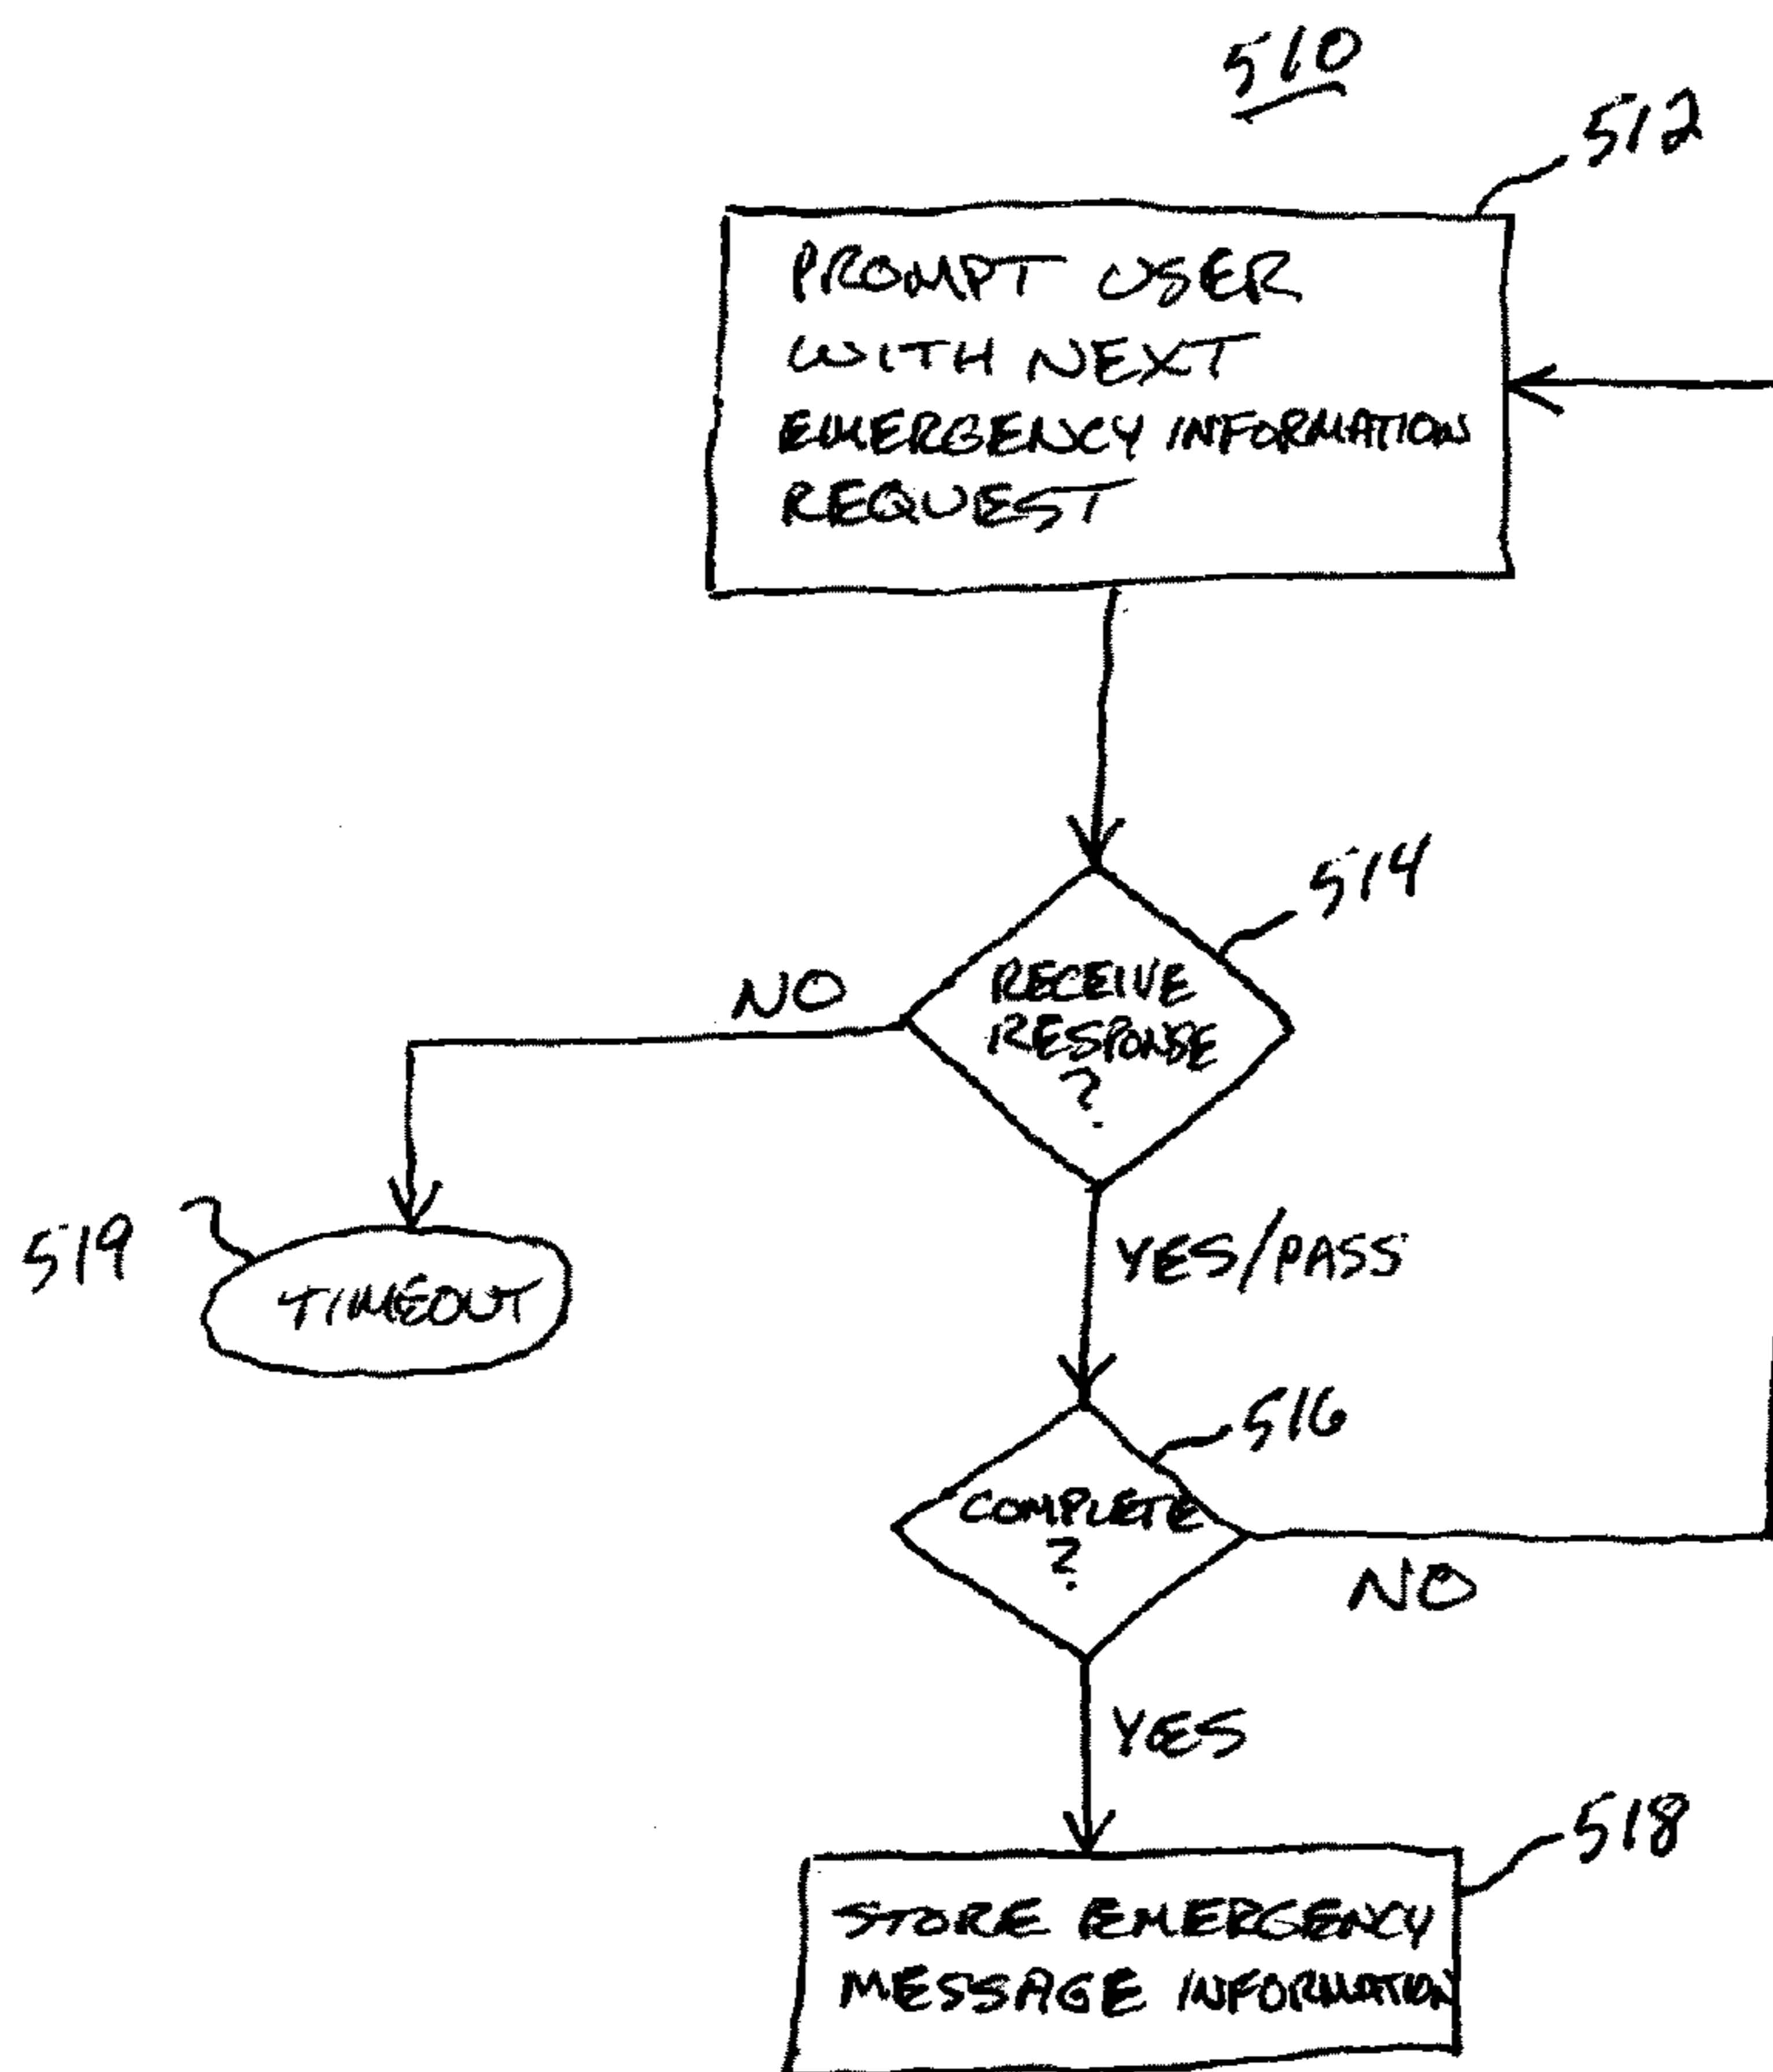 510
512
PROMPT USER
WITH NEXT
EMERGENCY INFORMATION
REQUEST
514
NO
RECEIVE
RESPONSE
?
519
TIMEOUT
YES/PASS
516
COMPLETE
?
NO
YES
518
STORE EMERGENCY
MESSAGE INFORMATION